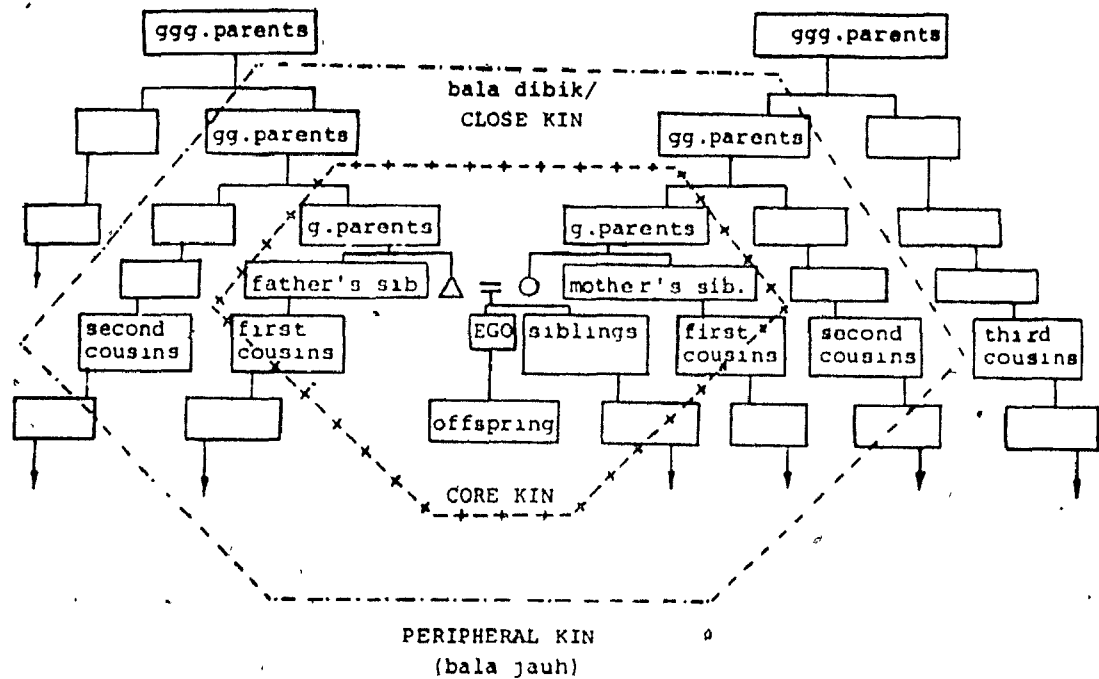 ggg.parents
ggg.parents
bala dibik/
CLOSE KIN
gg.parents
gg.parents
g.parents
g.parents
father's sib
mother's sib.
second
cousins
first
cousins
EGO
siblings
first
cousins
second
cousins
third
cousins
offspring
CORE KIN
PERIPHERAL KIN
(bala jauh)